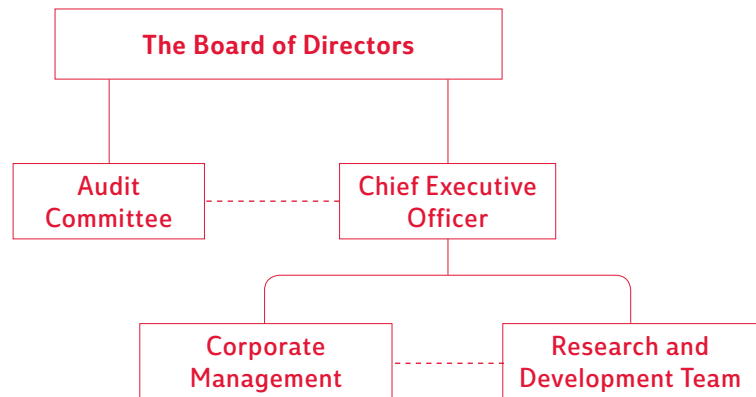 The Board of Directors
Audit
Committee
Chief Executive
Officer
Corporate
Management
Research and
Development Team